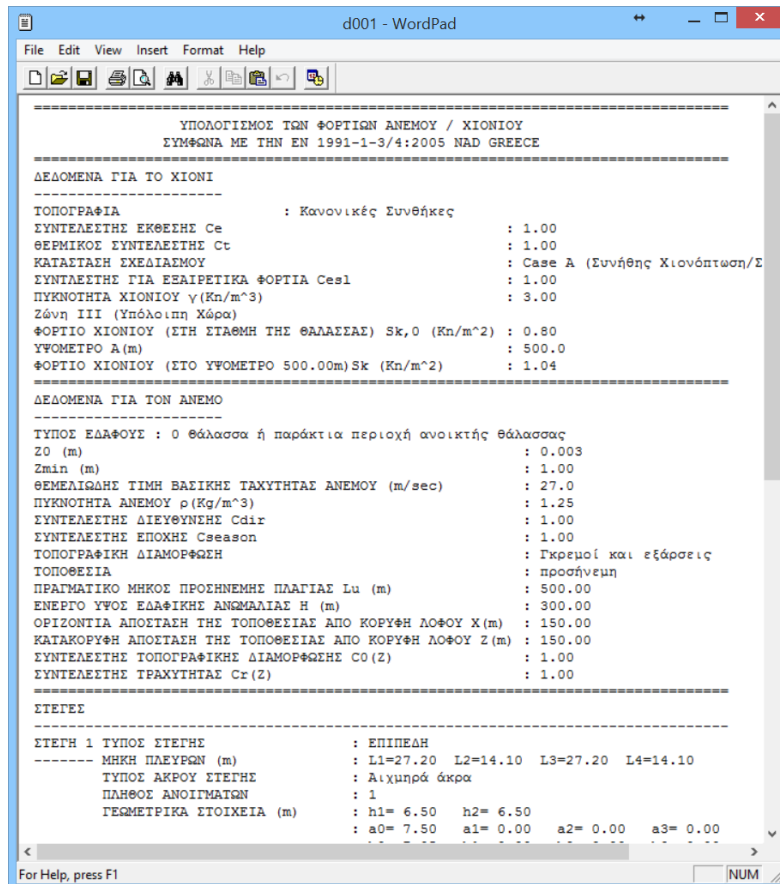 d001 - WordPad
File Edit View Insert Format Help
ΥΠΟΛΟΓΙΣΜΟΣ ΤΩΝ ΦΟΡΤΙΩΝ ΑΝΕΜΟΥ / ΧΙΟΝΙΟΥ
ΣΥΜΦΩΝΑ ΜΕ ΤΗΝ EN 1991-1-3/4:2005 NAD GREECE
ΔΕΔΟΜΕΝΑ ΓΙΑ ΤΟ ΧΙΟΝΙ
ΤΟΠΟΓΡΑΦΙΑ : Κανονικές Συνθήκες
ΣΥΝΤΕΛΕΣΤΗΣ ΕΚΘΕΣΗΣ Ce : 1.00
ΘΕΡΜΙΚΟΣ ΣΥΝΤΕΛΕΣΤΗΣ Ct : 1.00
ΚΑΤΑΣΤΑΣΗ ΣΧΕΔΙΑΣΜΟΥ : Case A (Συνήθης Χιονόπτωση/Σ
ΣΥΝΤΛΕΣΤΗΣ ΓΙΑ ΕΞΑΙΡΕΤΙΚΑ ΦΟΡΤΙΑ Cesl : 1.00
ΠΥΚΝΟΤΗΤΑ ΧΙΟΝΙΟΥ γ(Kn/m^3) : 3.00
Ζώνη III (Υπόλοιπη Χώρα)
ΦΟΡΤΙΟ ΧΙΟΝΙΟΥ (ΣΤΗ ΣΤΑΘΜΗ ΤΗΣ ΘΑΛΑΣΣΑΣ) Sk,0 (Kn/m^2) : 0.80
ΥΨΟΜΕΤΡΟ A(m) : 500.0
ΦΟΡΤΙΟ ΧΙΟΝΙΟΥ (ΣΤΟ ΥΨΟΜΕΤΡΟ 500.00m)Sk (Kn/m^2) : 1.04
ΔΕΔΟΜΕΝΑ ΓΙΑ ΤΟΝ ΑΝΕΜΟ
ΤΥΠΟΣ ΕΔΑΦΟΥΣ : 0 Θάλασσα ή παράκτια περιοχή ανοικτής θάλασσας
Z0 (m) : 0.003
Zmin (m) : 1.00
ΘΕΜΕΛΙΩΔΗΣ ΤΙΜΗ ΒΑΣΙΚΗΣ ΤΑΧΥΤΗΤΑΣ ΑΝΕΜΟΥ (m/sec) : 27.0
ΠΥΚΝΟΤΗΤΑ ΑΝΕΜΟΥ ρ(Kg/m^3) : 1.25
ΣΥΝΤΕΛΕΣΤΗΣ ΔΙΕΥΘΥΝΣΗΣ Cdir : 1.00
ΣΥΝΤΕΛΕΣΤΗΣ ΕΠΟΧΗΣ Cseason : 1.00
ΤΟΠΟΓΡΑΦΙΚΗ ΔΙΑΜΟΡΦΩΣΗ : Γκρεμοί και εξάρσεις
ΤΟΠΟΘΕΣΙΑ : προσήνεμη
ΠΡΑΓΜΑΤΙΚΟ ΜΗΚΟΣ ΠΡΟΣΗΝΕΜΗΣ ΠΛΑΓΙΑΣ Lu (m) : 500.00
ΕΝΕΡΓΟ ΥΨΟΣ ΕΔΑΦΙΚΗΣ ΑΝΩΜΑΛΙΑΣ H (m) : 300.00
ΟΡΙΖΟΝΤΙΑ ΑΠΟΣΤΑΣΗ ΤΗΣ ΤΟΠΟΘΕΣΙΑΣ ΑΠΟ ΚΟΡΥΦΗ ΛΟΦΟΥ X(m) : 150.00
ΚΑΤΑΚΟΡΥΦΗ ΑΠΟΣΤΑΣΗ ΤΗΣ ΤΟΠΟΘΕΣΙΑΣ ΑΠΟ ΚΟΡΥΦΗ ΛΟΦΟΥ Z(m) : 150.00
ΣΥΝΤΕΛΕΣΤΗΣ ΤΟΠΟΓΡΑΦΙΚΗΣ ΔΙΑΜΟΡΦΩΣΗΣ C0(Z) : 1.00
ΣΥΝΤΕΛΕΣΤΗΣ ΤΡΑΧΥΤΗΤΑΣ Cr(Z) : 1.00
ΣΤΕΓΕΣ
ΣΤΕΓΗ 1 ΤΥΠΟΣ ΣΤΕΓΗΣ : ΕΠΙΠΕΔΗ
------- ΜΗΚΗ ΠΛΕΥΡΩΝ (m) : L1=27.20 L2=14.10 L3=27.20 L4=14.10
ΤΥΠΟΣ ΑΚΡΟΥ ΣΤΕΓΗΣ : Αιχμηρά άκρα
ΠΛΗΘΟΣ ΑΝΟΙΓΜΑΤΩΝ : 1
ΓΕΩΜΕΤΡΙΚΑ ΣΤΟΙΧΕΙΑ (m) : h1= 6.50 h2= 6.50
: a0= 7.50 a1= 0.00 a2= 0.00 a3= 0.00
For Help, press F1
NUM